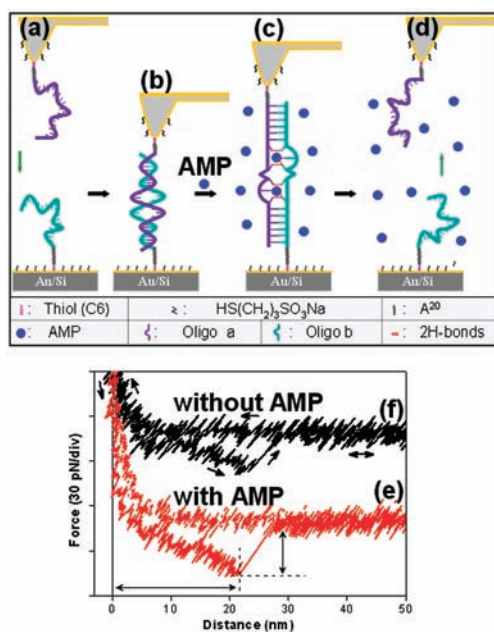 (a)
(b)
(c)
(d)
AMP
Au/Si
Au/Si
Au/Si
Au/Si
: Thiol (C6)
: HS(CH2)3SO3Na
: A20
: AMP
: Oligo a
: Oligo b
: 2H-bonds
without AMP
(f)
with AMP
(e)
Force (30 pN/div)
0 10 20 30 40 50
Distance (nm)